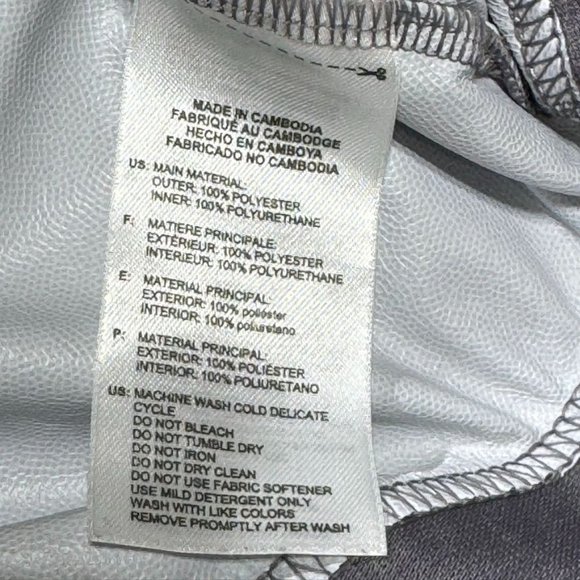 MADE IN CAMBODIA
FABRIQUÉ AU CAMBODGE
HECHO EN CAMBOYA
FABRICADO NO CAMBODIA
US: MAIN MATERIAL:
OUTER: 100% POLYESTER
INNER: 100% POLYURETHANE
F: MATIERE PRINCIPALE:
EXTÉRIEUR: 100% POLYESTER
INTERIEUR: 100% POLYURETHANE
E: MATERIAL PRINCIPAL:
EXTERIOR: 100% poliéster
INTERIOR: 100% poliuretano
P: MATERIAL PRINCIPAL:
EXTERIOR: 100% POLIÉSTER
INTERIOR: 100% POLIURETANO
US: MACHINE WASH COLD DELICATE
CYCLE
DO NOT BLEACH
DO NOT TUMBLE DRY
DO NOT IRON
DO NOT DRY CLEAN
DO NOT USE FABRIC SOFTENER
USE MILD DETERGENT ONLY
WASH WITH LIKE COLORS
REMOVE PROMPTLY AFTER WASH